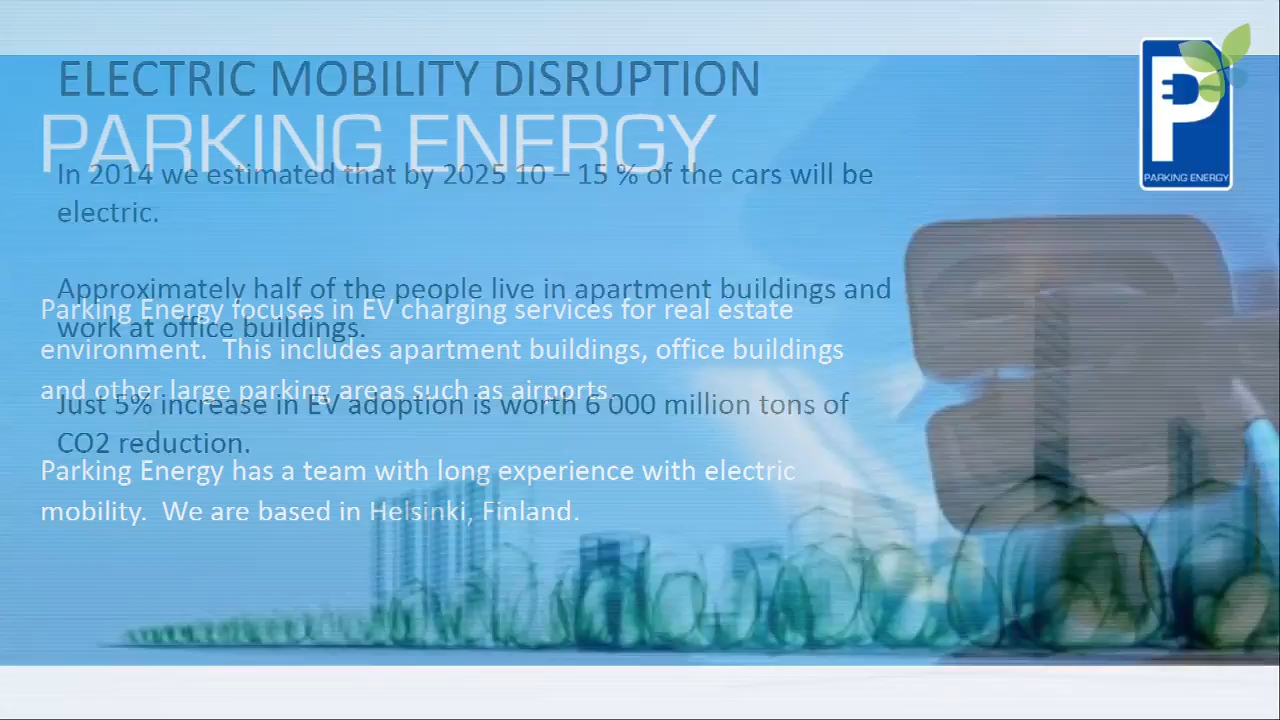 ELECTRIC MOBILITY DISRUPTION
PARKING ENERGY
In 2014 we estimated that by 2025 10 – 15 % of the cars will be
electric.
Approximately half of the people live in apartment buildings and
work at office buildings.
Just 5% increase in EV adoption is worth 6 000 million tons of
CO2 reduction.
Parking Energy focuses in EV charging services for real estate
environment. This includes apartment buildings, office buildings
and other large parking areas such as airports.
Parking Energy has a team with long experience with electric
mobility. We are based in Helsinki, Finland.
P
PARKING ENERGY